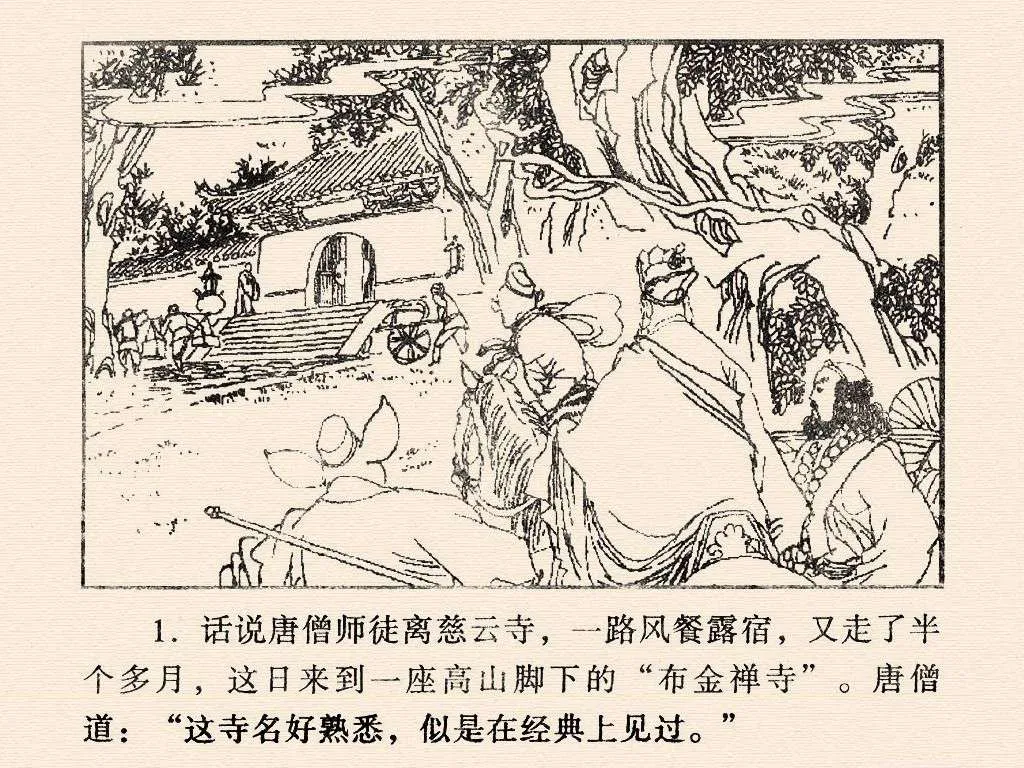 1. 话说唐僧师徒离慈云寺，一路风餐露宿，又走了半
个多月，这日来到一座高山脚下的“布金禅寺”。唐僧
道：“这寺名好熟悉，似是在经典上见过。”